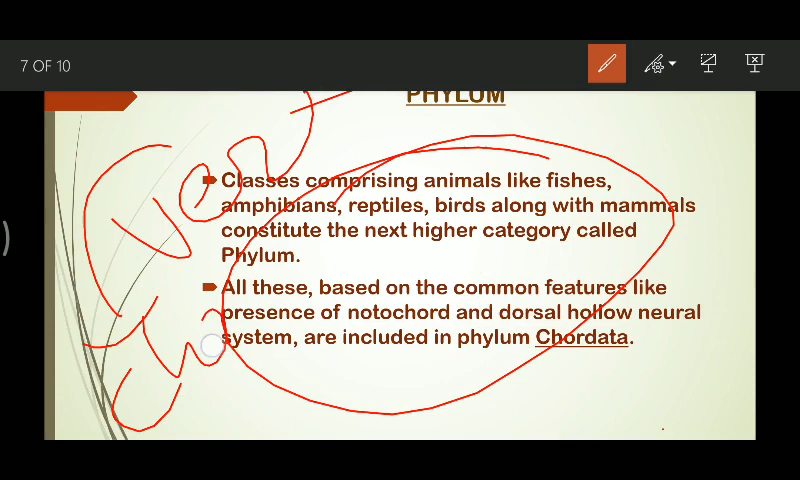 7 OF 10
PHYLUM
Classes comprising animals like fishes,
amphibians, reptiles, birds along with mammals
constitute the next higher category called
Phylum.
All these, based on the common features like
presence of notochord and dorsal hollow neural
system, are included in phylum Chordata.